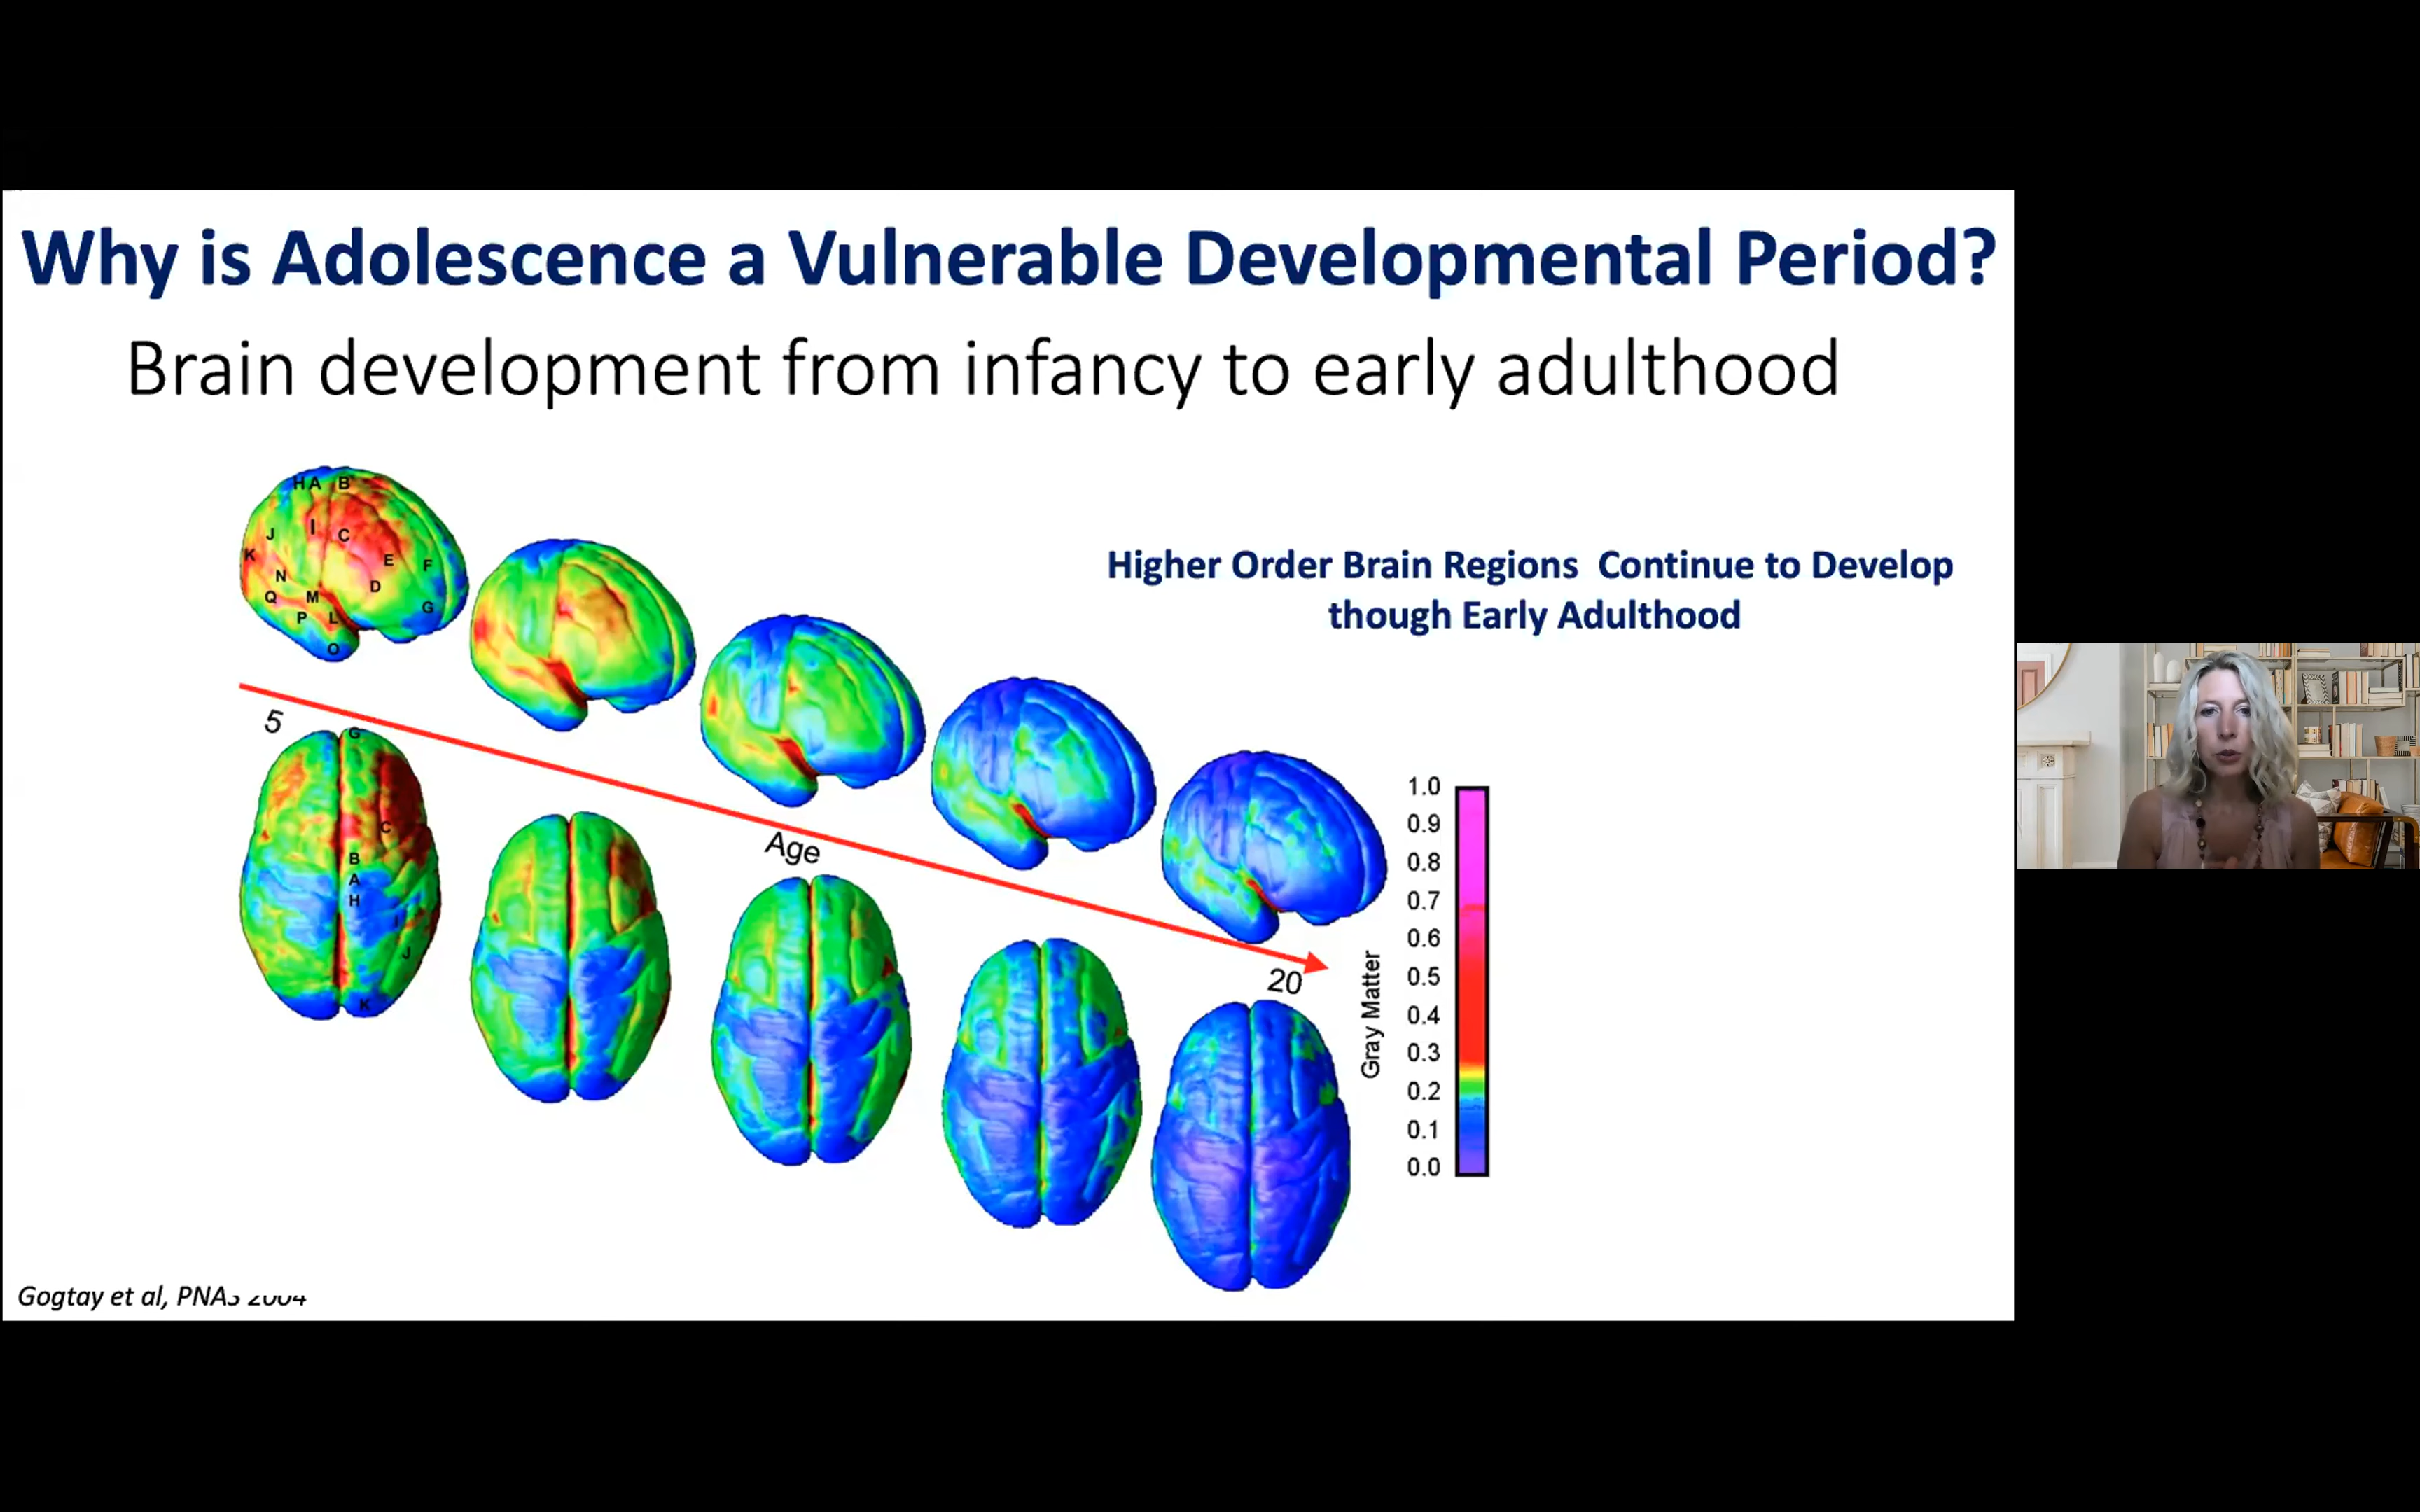 Why is Adolescence a Vulnerable Developmental Period?
Brain development from infancy to early adulthood
Higher Order Brain Regions Continue to Develop
though Early Adulthood
H A B
I C
J
K E F
N D
Q M G
P L
O
5
Age
20
G
C
B
A
H
I
J
K
Gray Matter
1.0
0.9
0.8
0.7
0.6
0.5
0.4
0.3
0.2
0.1
0.0
Gogtay et al, PNAS 2004